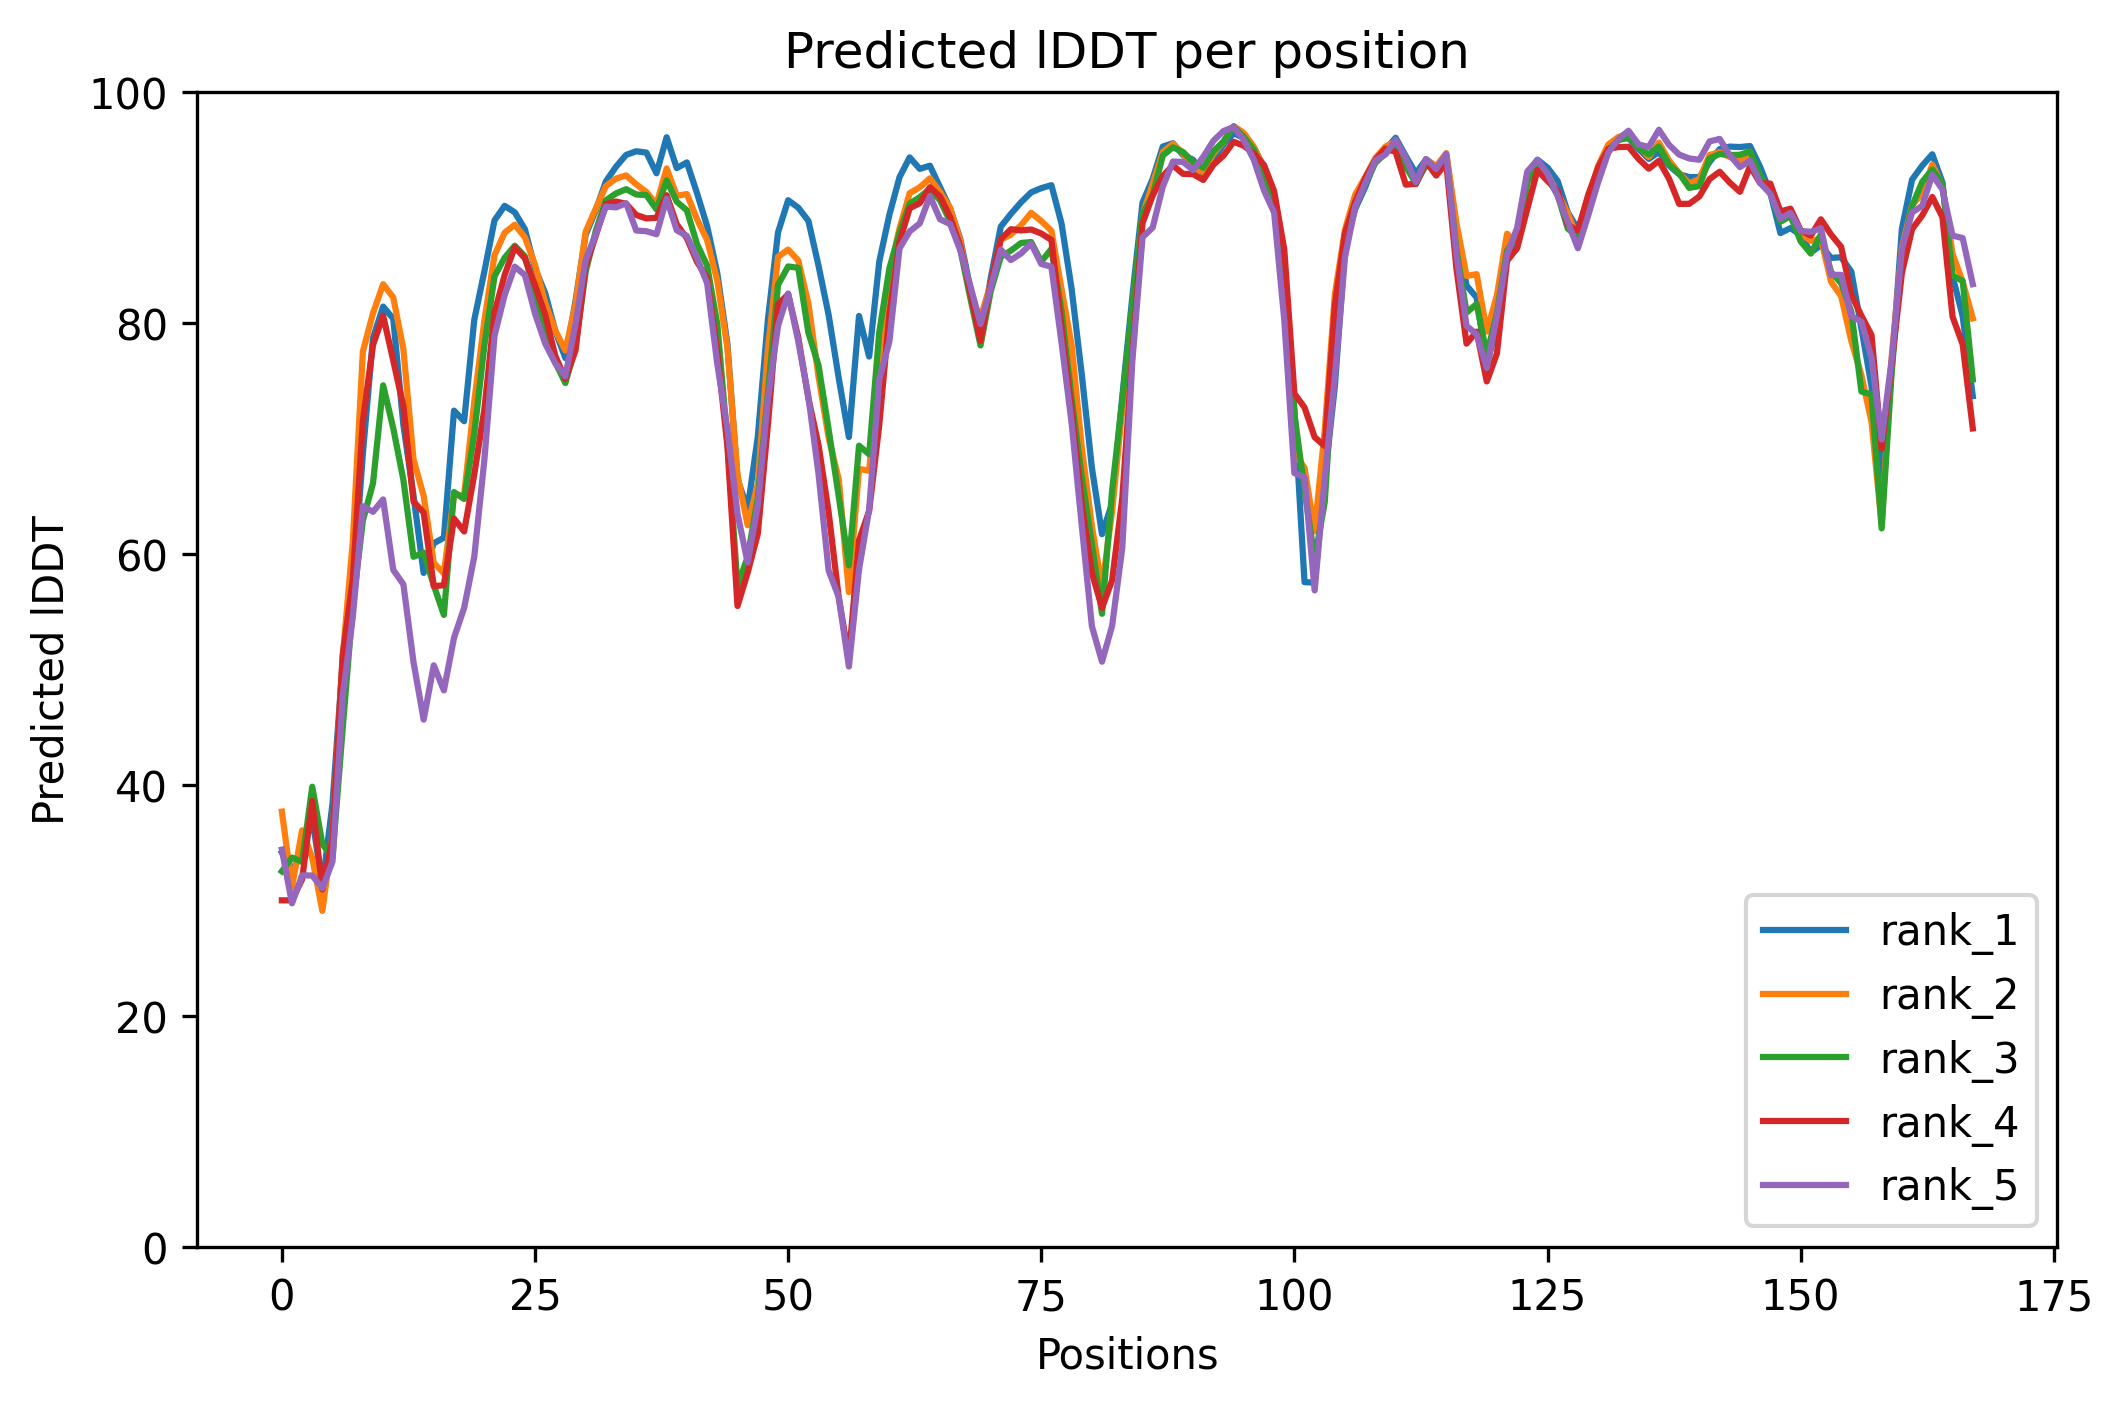 Predicted lDDT per position
100
80
60
40
20
0
Predicted lDDT
0 25 50 75 100 125 150 175
Positions
rank_1
rank_2
rank_3
rank_4
rank_5